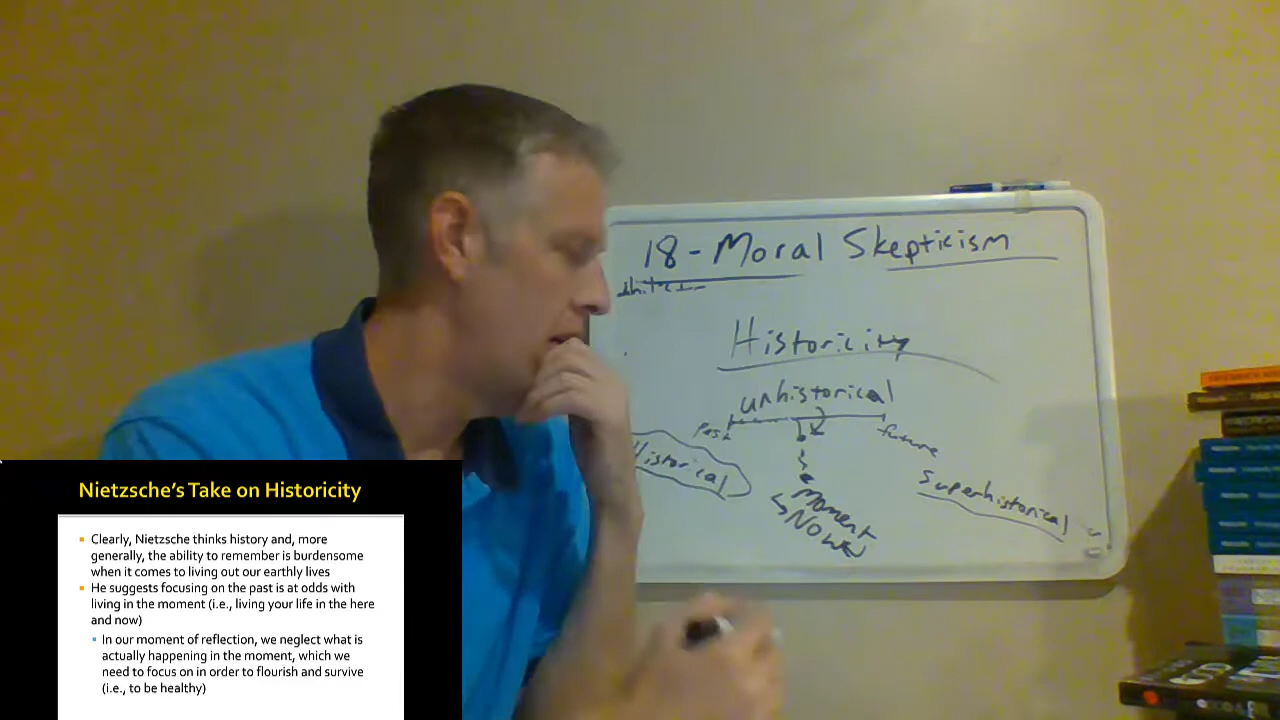 18 - Moral Skepticism
Historicity
unhistorical
Past
future
Historical
Superhistorical
Moment
Now
Nietzsche's Take on Historicity
Clearly, Nietzsche thinks history and, more
generally, the ability to remember is burdensome
when it comes to living out our earthly lives
He suggests focusing on the past is at odds with
living in the moment (i.e., living your life in the here
and now)
In our moment of reflection, we neglect what is
actually happening in the moment, which we
need to focus on in order to flourish and survive
(i.e., to be healthy)